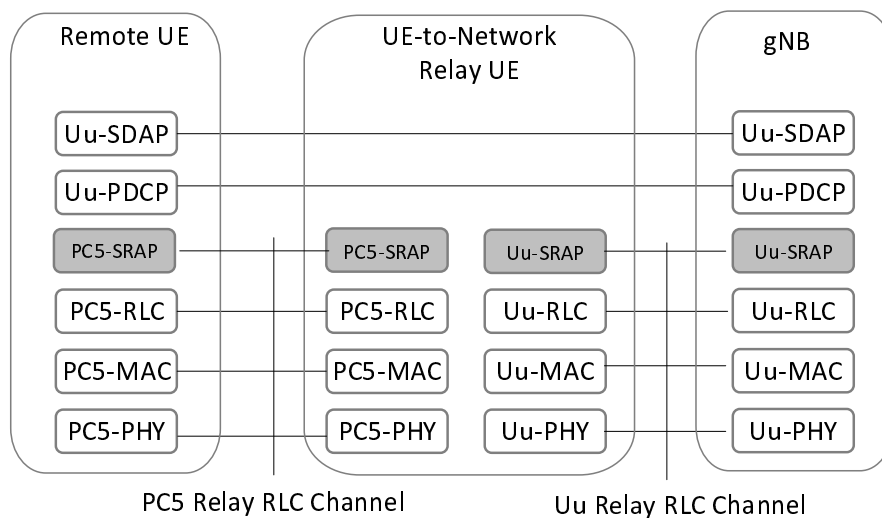 Remote UE
UE-to-Network
Relay UE
gNB
Uu-SDAP
Uu-SDAP
Uu-PDCP
Uu-PDCP
PC5-SRAP
PC5-SRAP
Uu-SRAP
Uu-SRAP
PC5-RLC
PC5-RLC
Uu-RLC
Uu-RLC
PC5-MAC
PC5-MAC
Uu-MAC
Uu-MAC
PC5-PHY
PC5-PHY
Uu-PHY
Uu-PHY
PC5 Relay RLC Channel
Uu Relay RLC Channel